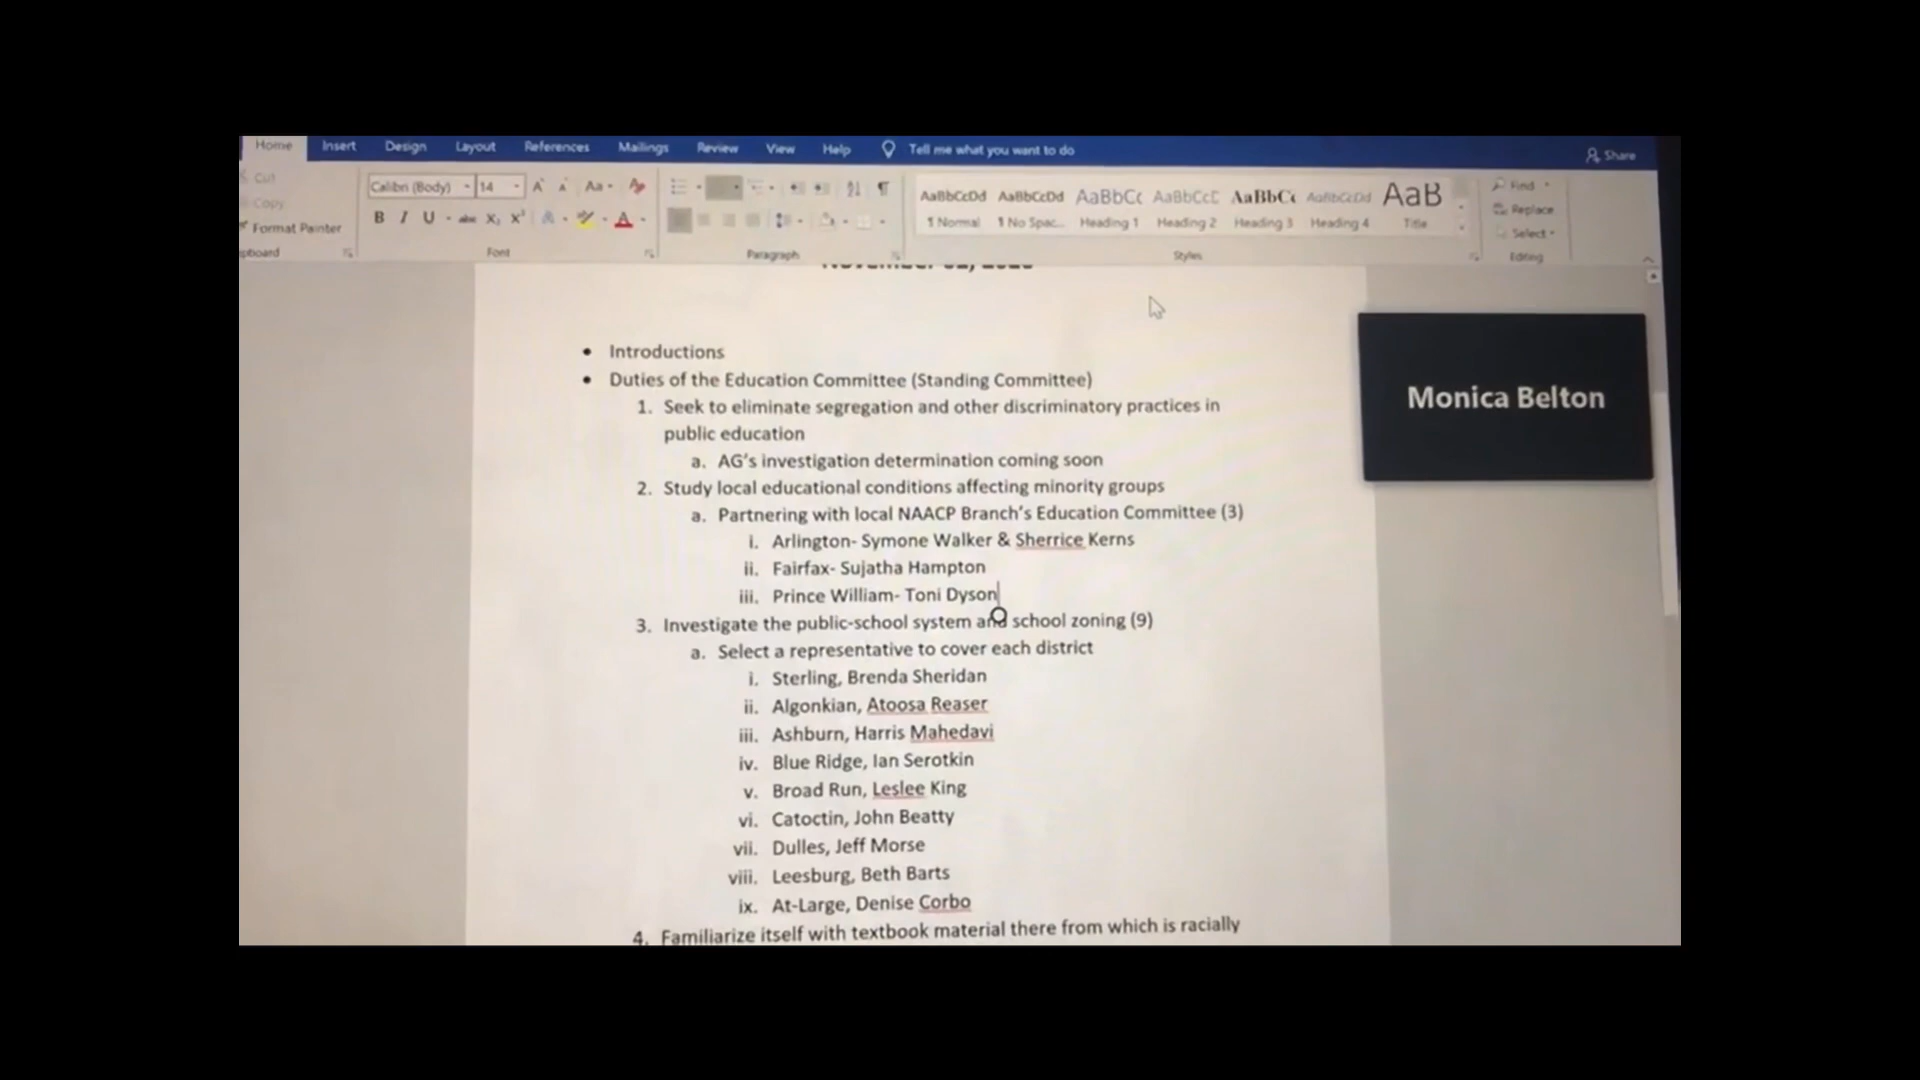 Home Insert Design Layout References Mailings Review View Help Tell me what you want to do Share
Cut
Copy
Format Painter
pboard
Calibri (Body) 14 Aa
B I U abc X₂ X²
Font
Paragraph
AaBbCcDd AaBbCcDd AaBbCc AaBbCcD AaBbCc AaBbCcDd AaB
¶ Normal ¶ No Spac... Heading 1 Heading 2 Heading 3 Heading 4 Title
Styles
Find
Replace
Select
Editing
• Introductions
• Duties of the Education Committee (Standing Committee)
1. Seek to eliminate segregation and other discriminatory practices in
public education
a. AG's investigation determination coming soon
2. Study local educational conditions affecting minority groups
a. Partnering with local NAACP Branch's Education Committee (3)
i. Arlington- Symone Walker & Sherrice Kerns
ii. Fairfax- Sujatha Hampton
iii. Prince William- Toni Dyson
3. Investigate the public-school system and school zoning (9)
a. Select a representative to cover each district
i. Sterling, Brenda Sheridan
ii. Algonkian, Atoosa Reaser
iii. Ashburn, Harris Mahedavi
iv. Blue Ridge, Ian Serotkin
v. Broad Run, Leslee King
vi. Catoctin, John Beatty
vii. Dulles, Jeff Morse
viii. Leesburg, Beth Barts
ix. At-Large, Denise Corbo
4. Familiarize itself with textbook material there from which is racially
Monica Belton